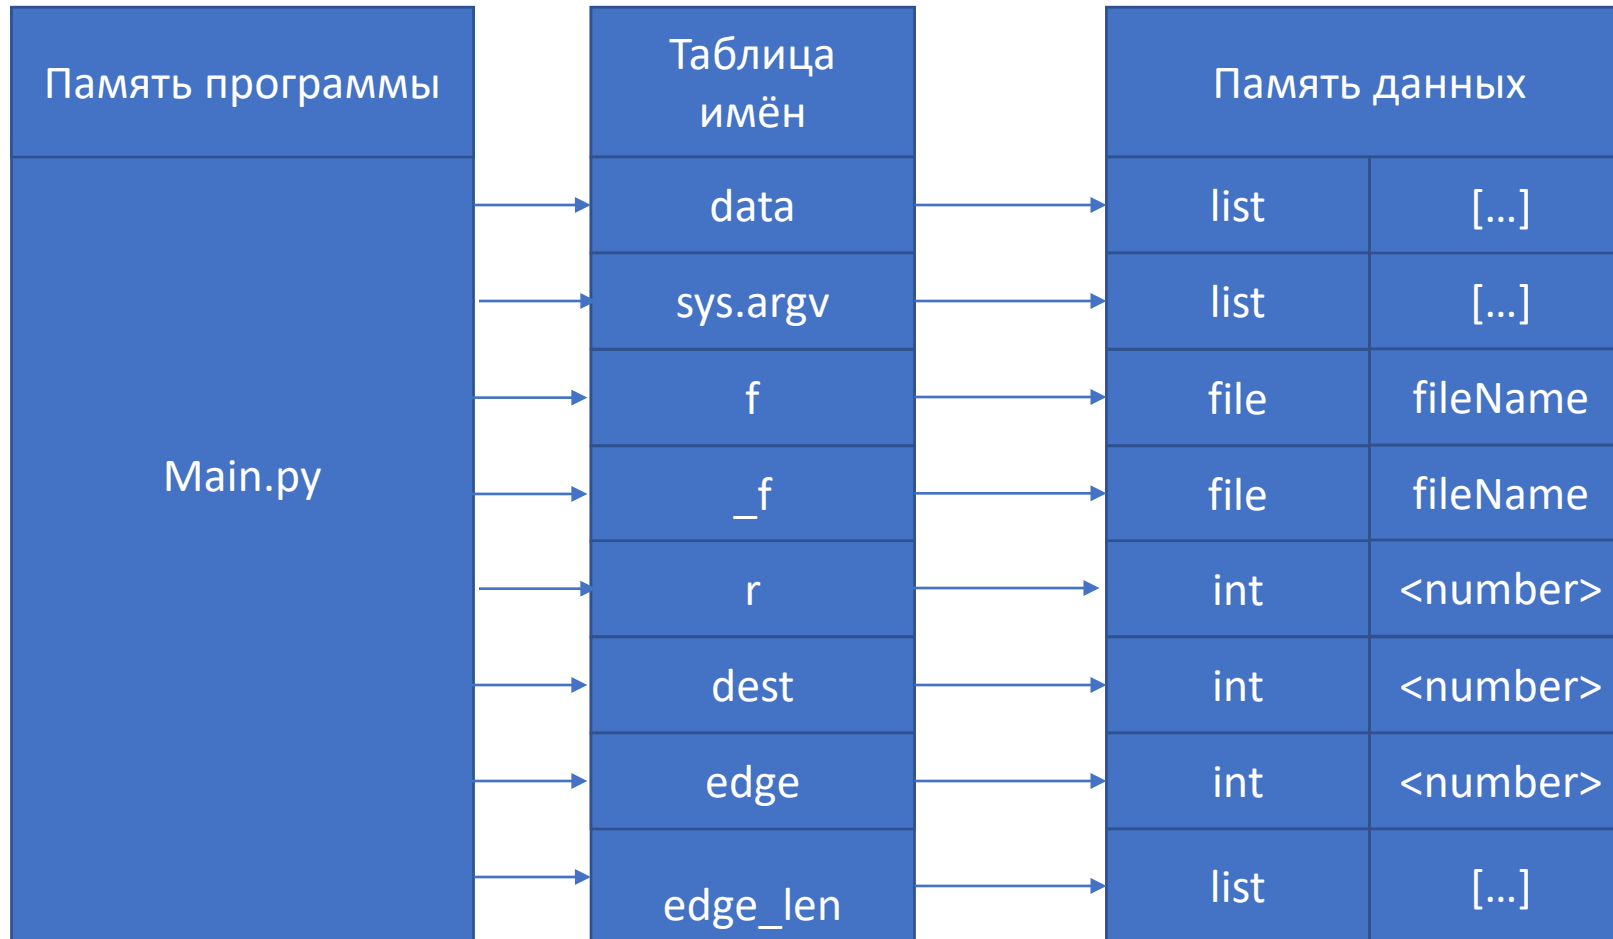 Память программы
Таблица
имён
Память данных
Main.py
data
list
[...]
sys.argv
list
[...]
f
file
fileName
_f
file
fileName
r
int
<number>
dest
int
<number>
edge
int
<number>
edge_len
list
[...]